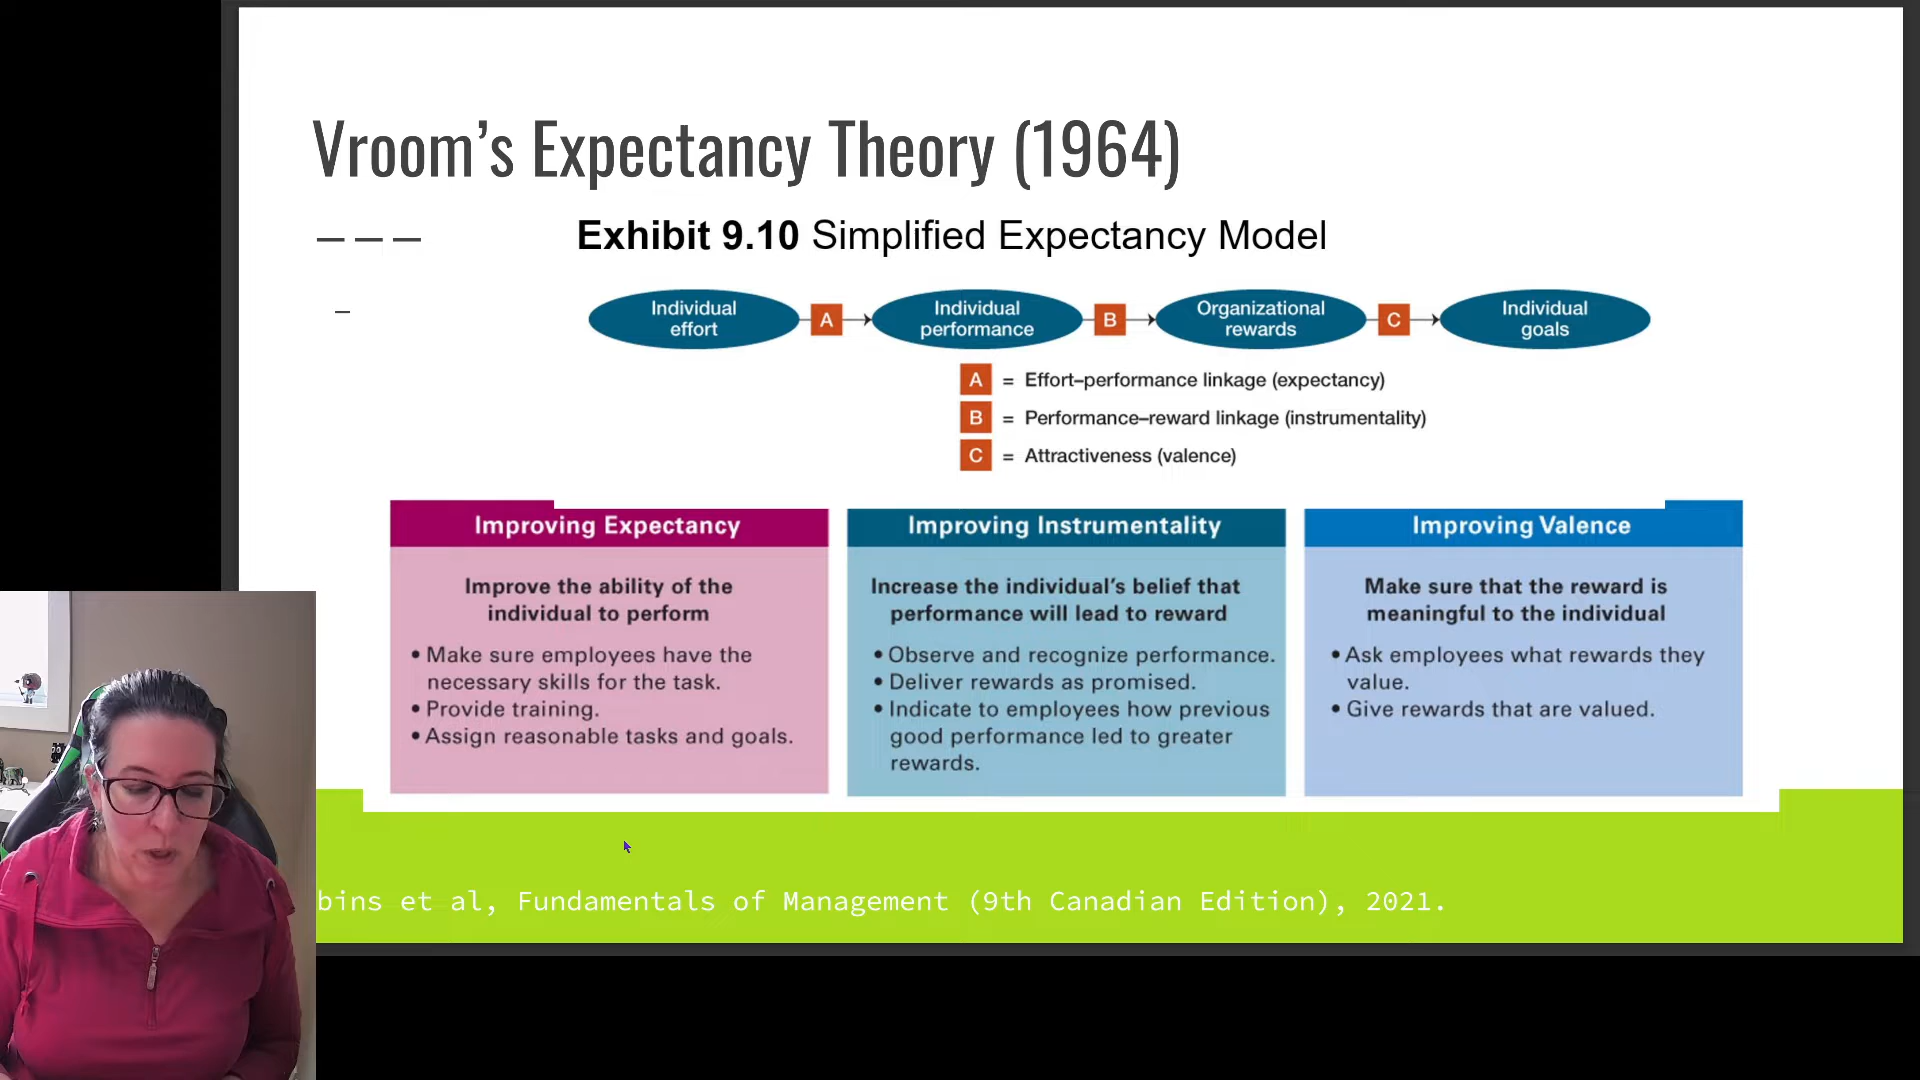 Vroom’s Expectancy Theory (1964)
Exhibit 9.10 Simplified Expectancy Model
Individual
effort
A
Individual
performance
B
Organizational
rewards
C
Individual
goals
A = Effort–performance linkage (expectancy)
B = Performance–reward linkage (instrumentality)
C = Attractiveness (valence)
Improving Expectancy
Improve the ability of the
individual to perform
• Make sure employees have the
necessary skills for the task.
• Provide training.
• Assign reasonable tasks and goals.
Improving Instrumentality
Increase the individual’s belief that
performance will lead to reward
• Observe and recognize performance.
• Deliver rewards as promised.
• Indicate to employees how previous
good performance led to greater
rewards.
Improving Valence
Make sure that the reward is
meaningful to the individual
• Ask employees what rewards they
value.
• Give rewards that are valued.
bins et al, Fundamentals of Management (9th Canadian Edition), 2021.